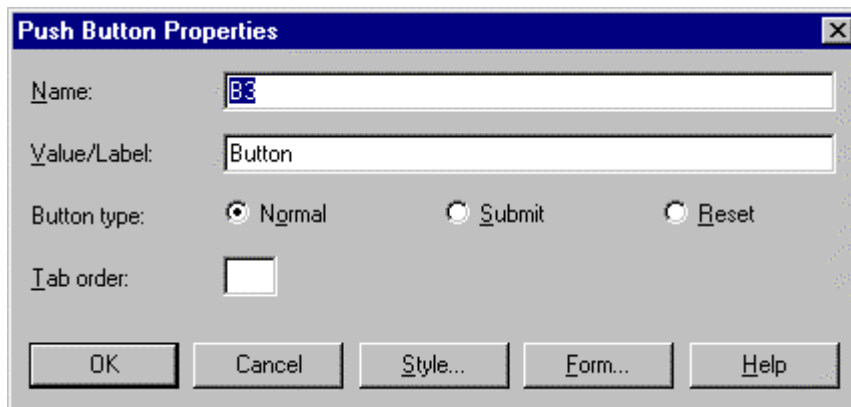 Push Button Properties
Name: B3
Value/Label: Button
Button type: Normal Submit Reset
Tab order:
OK Cancel Style... Form... Help